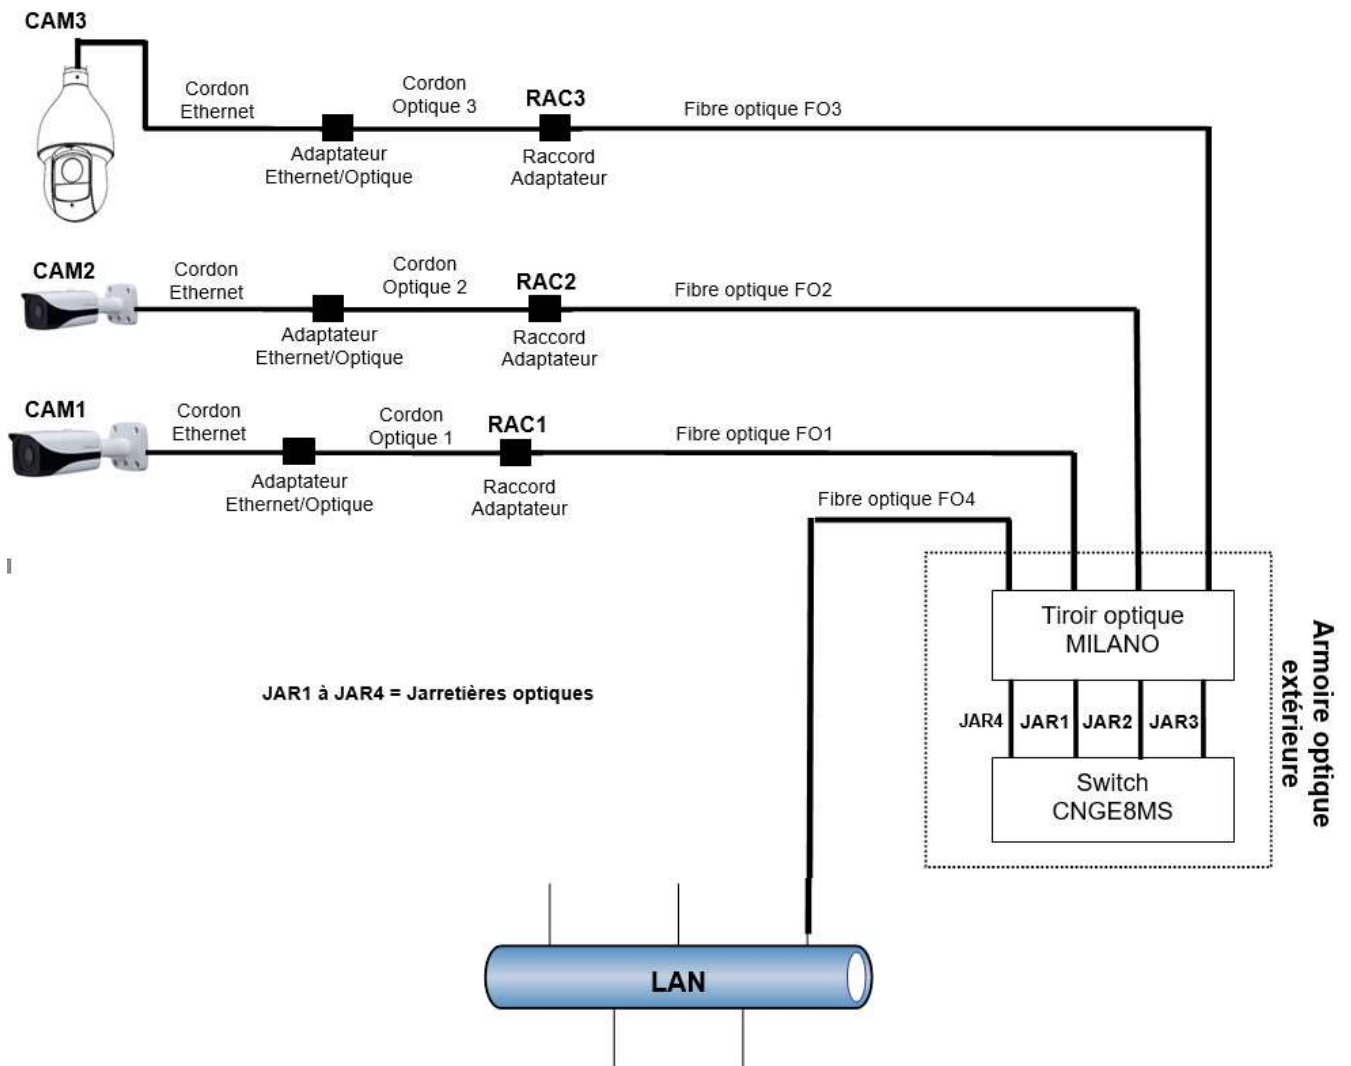 CAM3
Cordon
Ethernet
Cordon
Optique 3
RAC3
Fibre optique FO3
Adaptateur
Ethernet/Optique
Raccord
Adaptateur
CAM2
Cordon
Ethernet
Cordon
Optique 2
RAC2
Fibre optique FO2
Adaptateur
Ethernet/Optique
Raccord
Adaptateur
CAM1
Cordon
Ethernet
Cordon
Optique 1
RAC1
Fibre optique FO1
Adaptateur
Ethernet/Optique
Raccord
Adaptateur
Fibre optique FO4
Tiroir optique
MILANO
Armoire optique
extérieure
JAR1 à JAR4 = Jarretières optiques
JAR4
JAR1
JAR2
JAR3
Switch
CNGE8MS
LAN